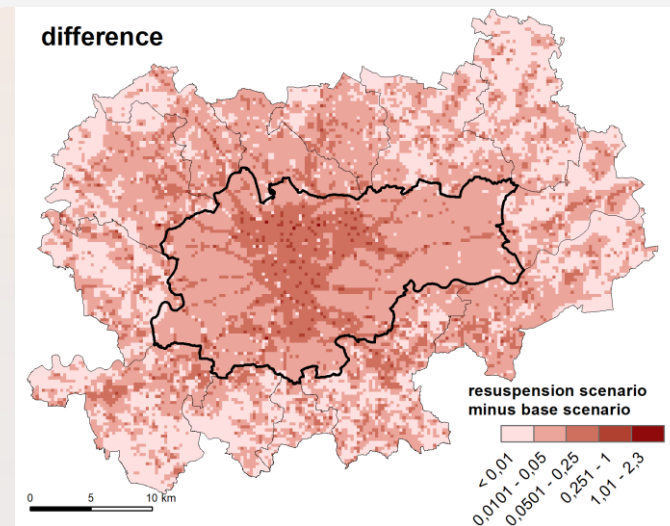 difference
resuspension scenario
minus base scenario
< 0,01
0,0101 - 0,05
0,0501 - 0,25
0,251 - 1
1,01 - 2,3
0 5 10 km